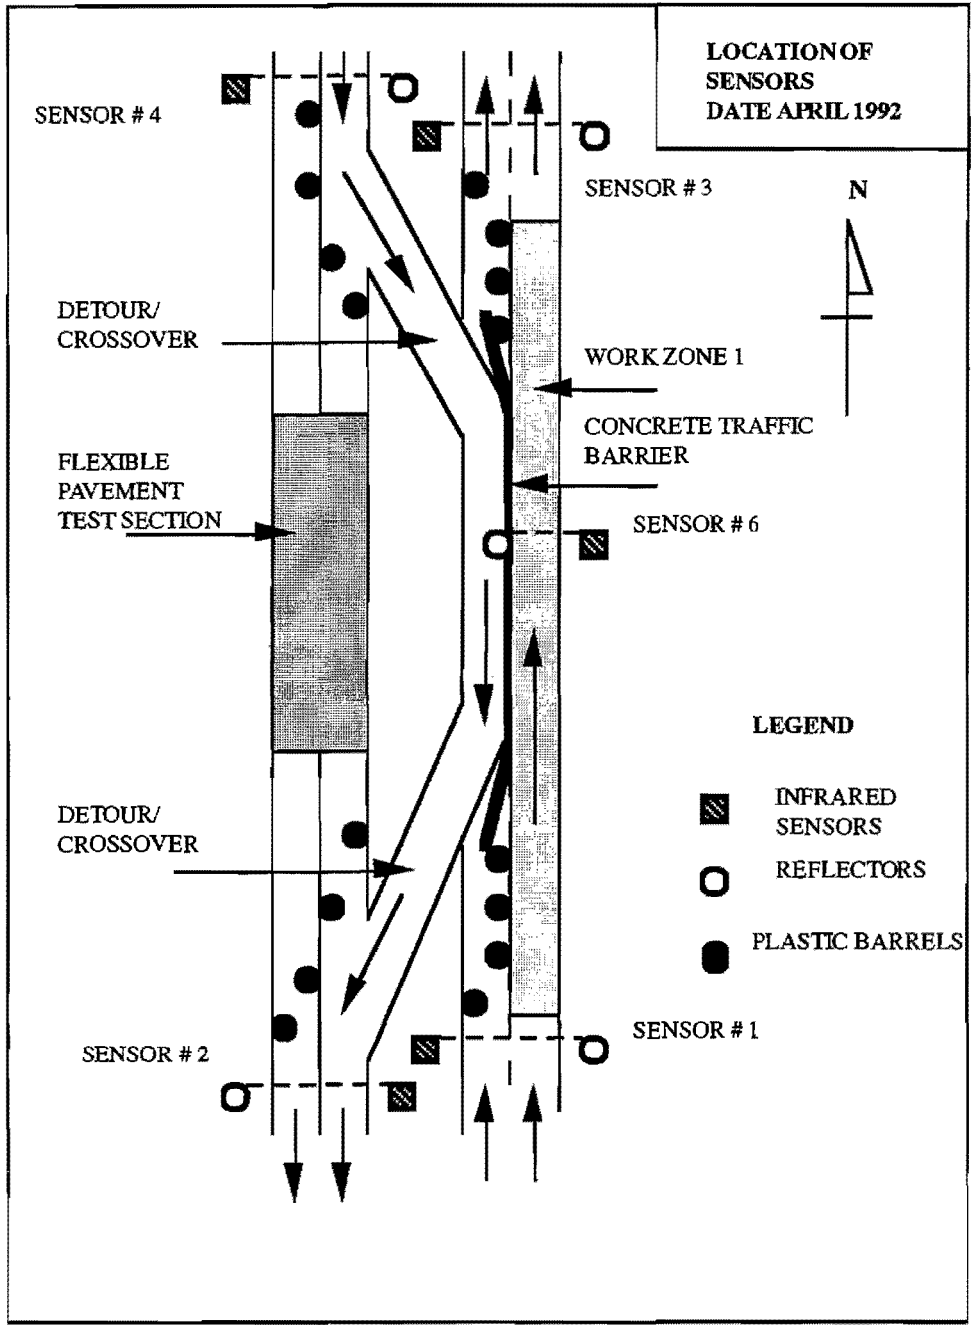 LOCATION OF
SENSORS
DATE APRIL 1992
SENSOR # 4
SENSOR # 3
N
DETOUR/
CROSSOVER
WORK ZONE 1
CONCRETE TRAFFIC
BARRIER
FLEXIBLE
PAVEMENT
TEST SECTION
SENSOR # 6
LEGEND
INFRARED
SENSORS
REFLECTORS
PLASTIC BARRELS
DETOUR/
CROSSOVER
SENSOR # 1
SENSOR # 2